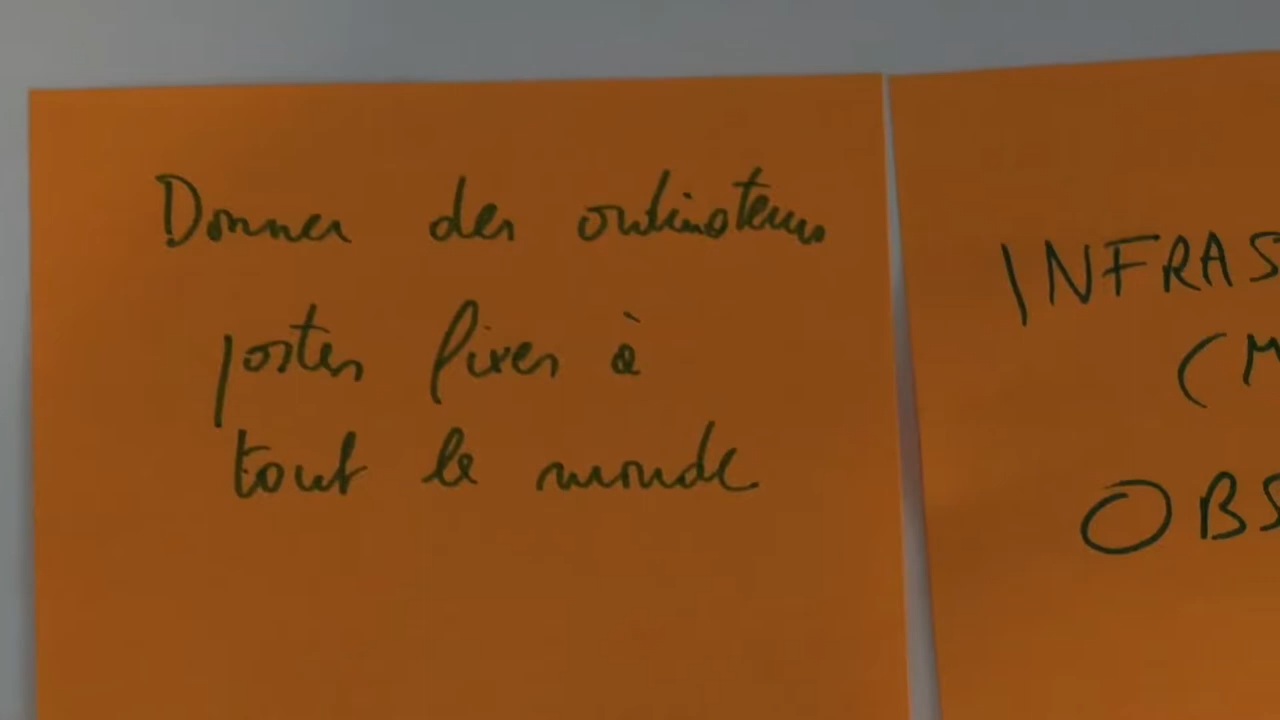 Donner des ordinateurs
postes fixes à
tout le monde
INFRAS
(M
OBS